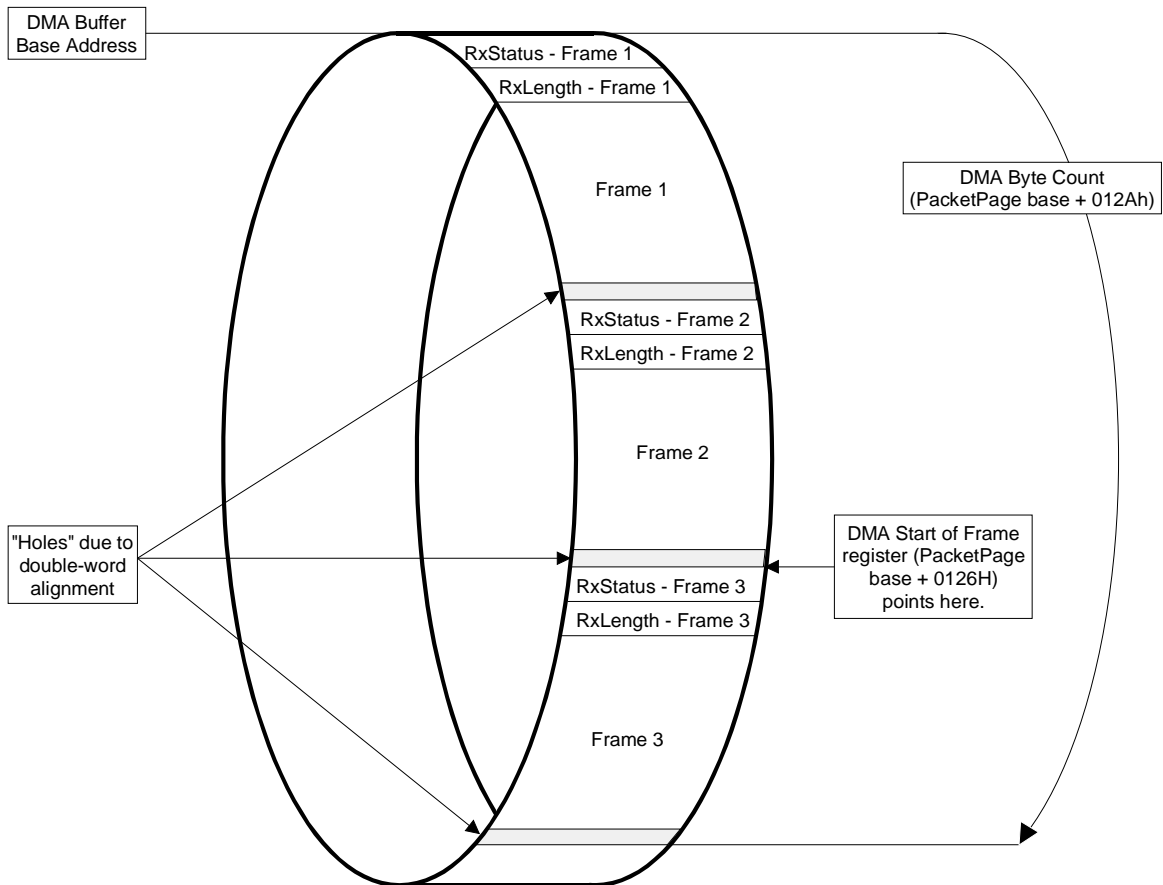 DMA Buffer
Base Address
RxStatus - Frame 1
RxLength - Frame 1
Frame 1
DMA Byte Count
(PacketPage base + 012Ah)
RxStatus - Frame 2
RxLength - Frame 2
Frame 2
"Holes" due to
double-word
alignment
DMA Start of Frame
register (PacketPage
base + 0126H)
points here.
RxStatus - Frame 3
RxLength - Frame 3
Frame 3